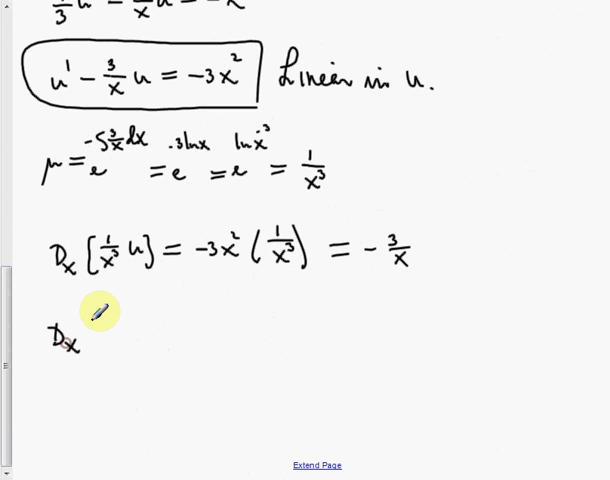 u' - 3/x u = -3x² Linear in u.
μ = e^(-∫3/x dx) = e^(-3lnx) = e^(ln x⁻³) = 1/x³
Dx [1/x³ u] = -3x² (1/x³) = - 3/x
Dx
Extend Page